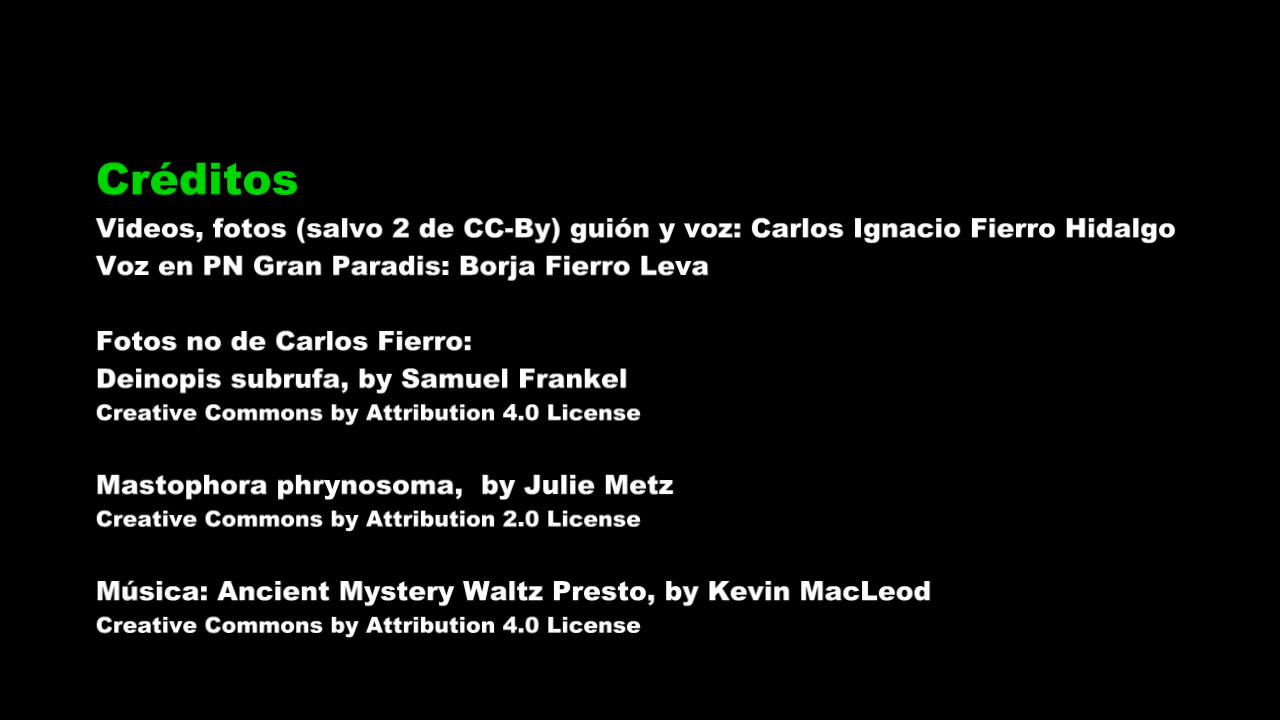 Créditos
Videos, fotos (salvo 2 de CC-By) guión y voz: Carlos Ignacio Fierro Hidalgo
Voz en PN Gran Paradis: Borja Fierro Leva
Fotos no de Carlos Fierro:
Deinopis subrufa, by Samuel Frankel
Creative Commons by Attribution 4.0 License
Mastophora phrynosoma,  by Julie Metz
Creative Commons by Attribution 2.0 License
Música: Ancient Mystery Waltz Presto, by Kevin MacLeod
Creative Commons by Attribution 4.0 License